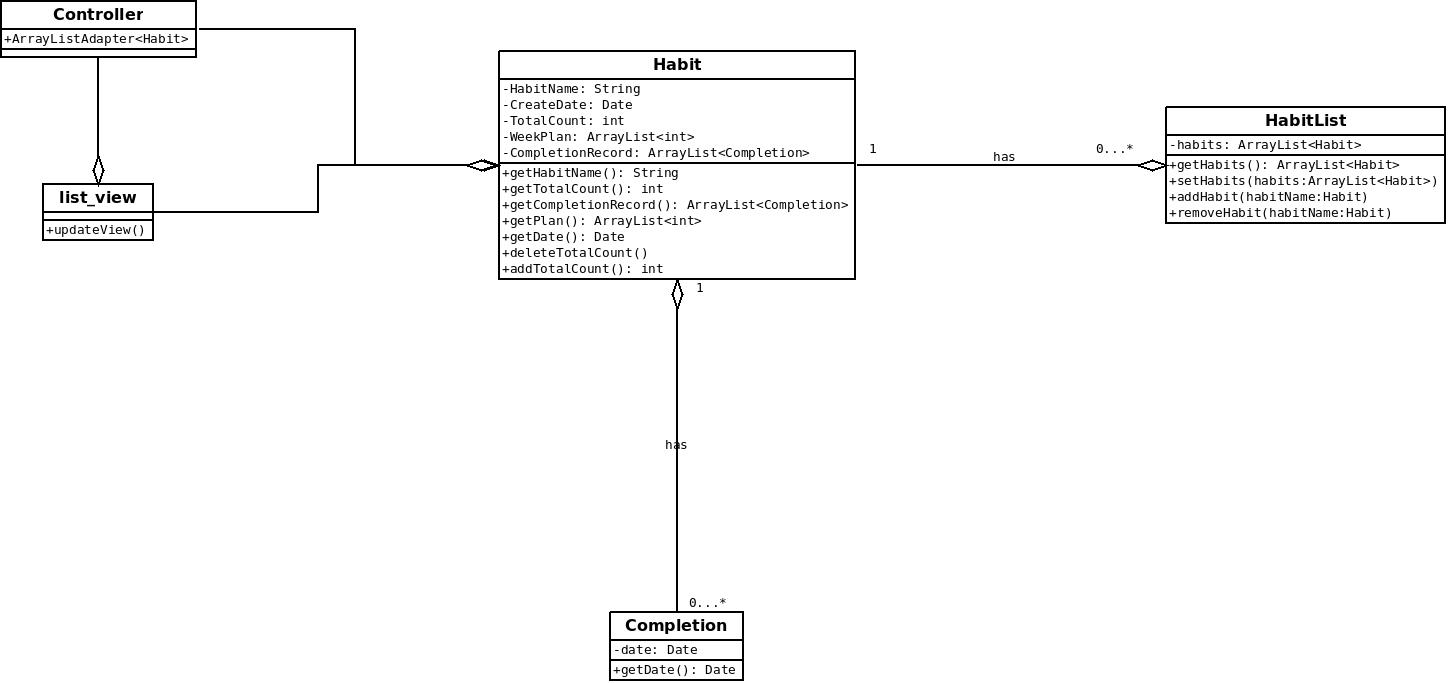 Controller
+ArrayListAdapter<Habit>
list_view
+updateView()
Habit
-HabitName: String
-CreateDate: Date
-TotalCount: int
-WeekPlan: ArrayList<int>
-CompletionRecord: ArrayList<Completion>
+getHabitName(): String
+getTotalCount(): int
+getCompletionRecord(): ArrayList<Completion>
+getPlan(): ArrayList<int>
+getDate(): Date
+deleteTotalCount()
+addTotalCount(): int
1
has
0...*
HabitList
-habits: ArrayList<Habit>
+getHabits(): ArrayList<Habit>
+setHabits(habits:ArrayList<Habit>)
+addHabit(habitName:Habit)
+removeHabit(habitName:Habit)
1
has
0...*
Completion
-date: Date
+getDate(): Date